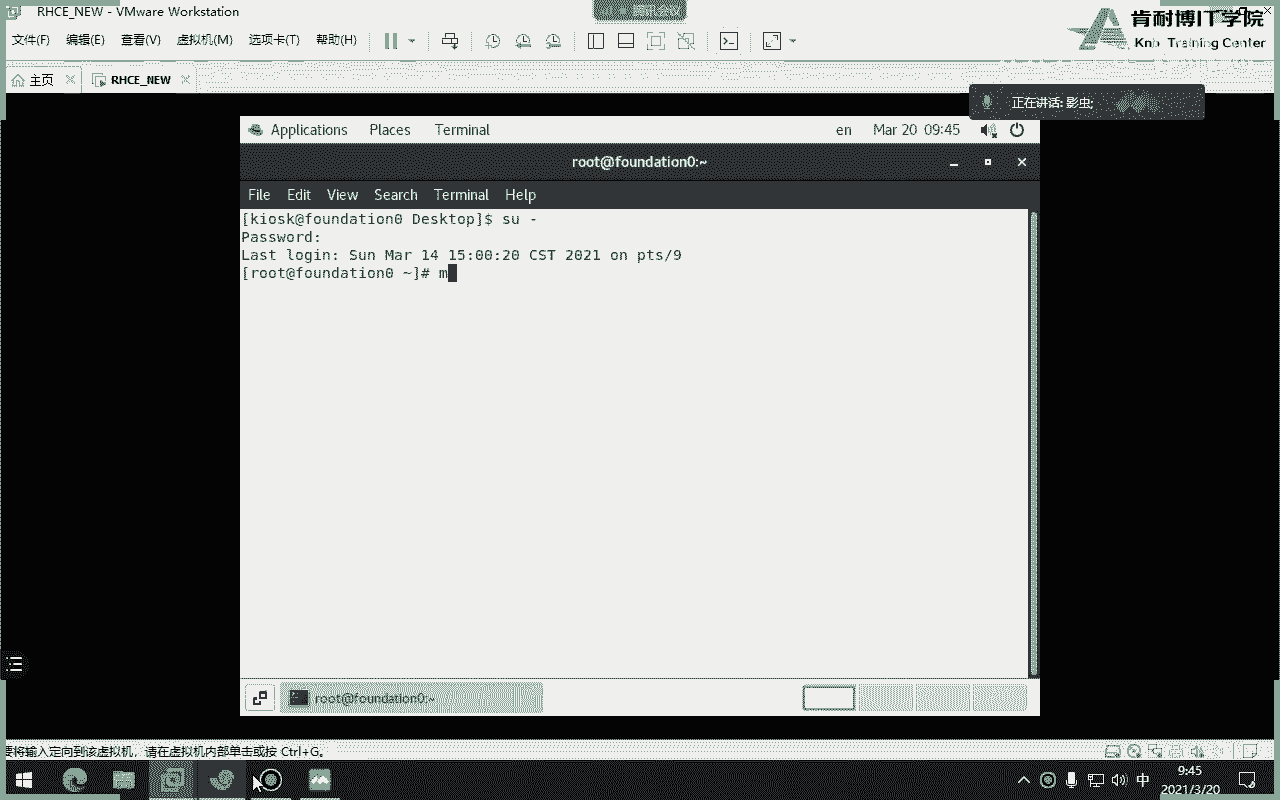 RHCE_NEW - VMware Workstation
肯耐博IT学院
Knb Training Center
文件(F) 编辑(E) 查看(V) 虚拟机(M) 选项卡(T) 帮助(H)
主页 RHCE_NEW
正在讲话: 影虫;
Applications Places Terminal en Mar 20 09:45
root@foundation0:~
File Edit View Search Terminal Help
[kiosk@foundation0 Desktop]$ su -
Password:
Last login: Sun Mar 14 15:00:20 CST 2021 on pts/9
[root@foundation0 ~]# m
root@foundation0:~
要将输入定向到该虚拟机，请在虚拟机内部单击或按 Ctrl+G。
中 9:45
2021/3/20